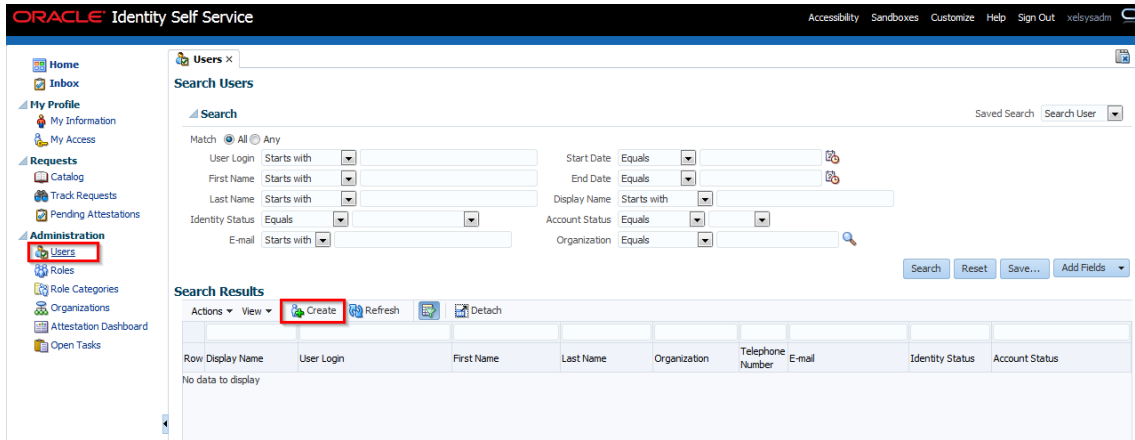 ORACLE Identity Self Service
Accessibility Sandboxes Customize Help Sign Out xelsysadm
Home
Inbox
My Profile
My Information
My Access
Requests
Catalog
Track Requests
Pending Attestations
Administration
Users
Roles
Role Categories
Organizations
Attestation Dashboard
Open Tasks
Users ×
Search Users
Search
Saved Search Search User
Match All Any
User Login Starts with
Start Date Equals
First Name Starts with
End Date Equals
Last Name Starts with
Display Name Starts with
Identity Status Equals
Account Status Equals
E-mail Starts with
Organization Equals
Search Reset Save... Add Fields
Search Results
Actions View Create Refresh Detach
Row Display Name User Login First Name Last Name Organization Telephone Number E-mail Identity Status Account Status
No data to display